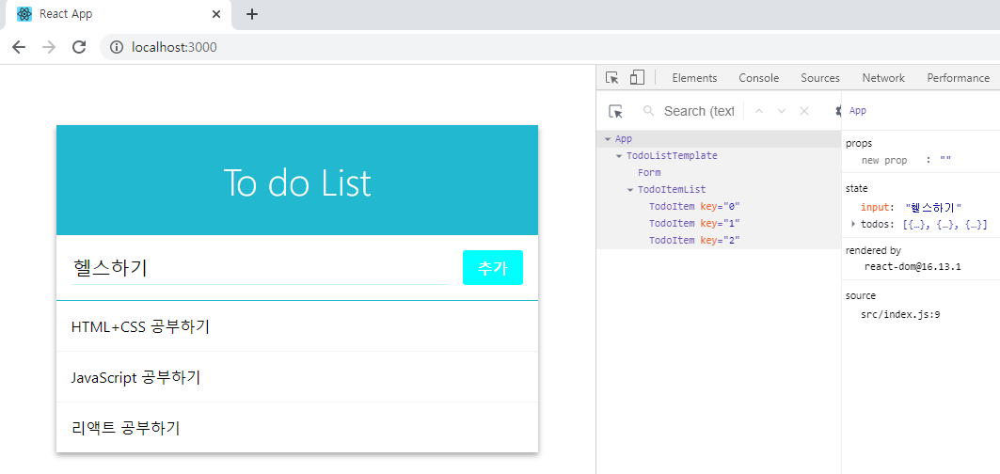 React App
localhost:3000
To do List
헬스하기
추가
HTML+CSS 공부하기
JavaScript 공부하기
리액트 공부하기
Elements Console Sources Network Performance
Search (text
App
TodoListTemplate
Form
TodoItemList
TodoItem key="0"
TodoItem key="1"
TodoItem key="2"
App
props
new prop : ""
state
input: "헬스하기"
todos: [{…}, {…}, {…}]
rendered by
react-dom@16.13.1
source
src/index.js:9